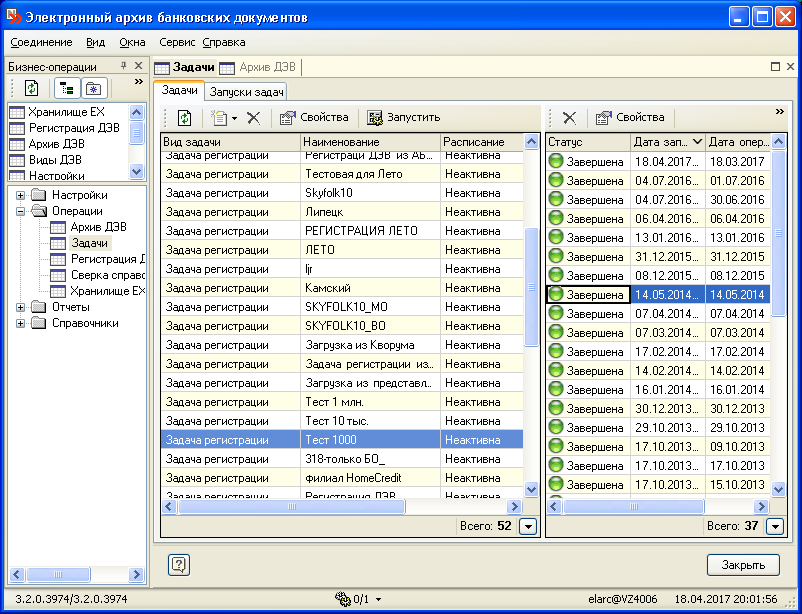 Электронный архив банковских документов
Соединение Вид Окна Сервис Справка
Бизнес-операции
Хранилище ЕХ
Регистрация ДЭВ
Архив ДЭВ
Виды ДЭВ
Настройки
Настройки
Операции
Архив ДЭВ
Задачи
Регистрация Д
Сверка справо
Хранилище ЕХ
Отчеты
Справочники
Задачи Архив ДЭВ
Задачи Запуски задач
Свойства Запустить
Вид задачи Наименование Расписание
Задача регистрации Регистраци ДЭВ из АБ... Неактивна
Задача регистрации Тестовая для Лето Неактивна
Задача регистрации Skyfolk10 Неактивна
Задача регистрации Липецк Неактивна
Задача регистрации РЕГИСТРАЦИЯ ЛЕТО Неактивна
Задача регистрации ЛЕТО Неактивна
Задача регистрации ljr Неактивна
Задача регистрации Камский Неактивна
Задача регистрации SKYFOLK10_MO Неактивна
Задача регистрации SKYFOLK10_BO Неактивна
Задача регистрации Загрузка из Кворума Неактивна
Задача регистрации Задача регистрации из... Неактивна
Задача регистрации Загрузка из представл... Неактивна
Задача регистрации Тест 1 млн. Неактивна
Задача регистрации Тест 10 тыс. Неактивна
Задача регистрации Тест 1000 Неактивна
Задача регистрации 318-только БО_ Неактивна
Задача регистрации филиал HomeCredit Неактивна
Задача регистрации Регистрация ДЭВ Неактивна
Всего: 52
Свойства
Статус Дата зап... Дата опер...
Завершена 18.04.2017... 18.03.2017
Завершена 04.07.2016... 01.07.2016
Завершена 04.07.2016... 30.06.2016
Завершена 06.04.2016... 06.04.2016
Завершена 13.01.2016... 13.01.2016
Завершена 31.12.2015... 31.12.2015
Завершена 08.12.2015... 08.12.2015
Завершена 14.05.2014... 14.05.2014
Завершена 07.04.2014... 07.04.2014
Завершена 07.03.2014... 07.03.2014
Завершена 17.02.2014... 17.02.2014
Завершена 14.02.2014... 14.02.2014
Завершена 16.01.2014... 16.01.2014
Завершена 30.12.2013... 30.12.2013
Завершена 29.10.2013... 29.10.2013
Завершена 17.10.2013... 09.10.2013
Завершена 17.10.2013... 17.10.2013
Завершена 17.10.2013... 15.10.2013
Всего: 37
Закрыть
3.2.0.3974/3.2.0.3974 0/1 elarc@VZ4006 18.04.2017 20:01:56